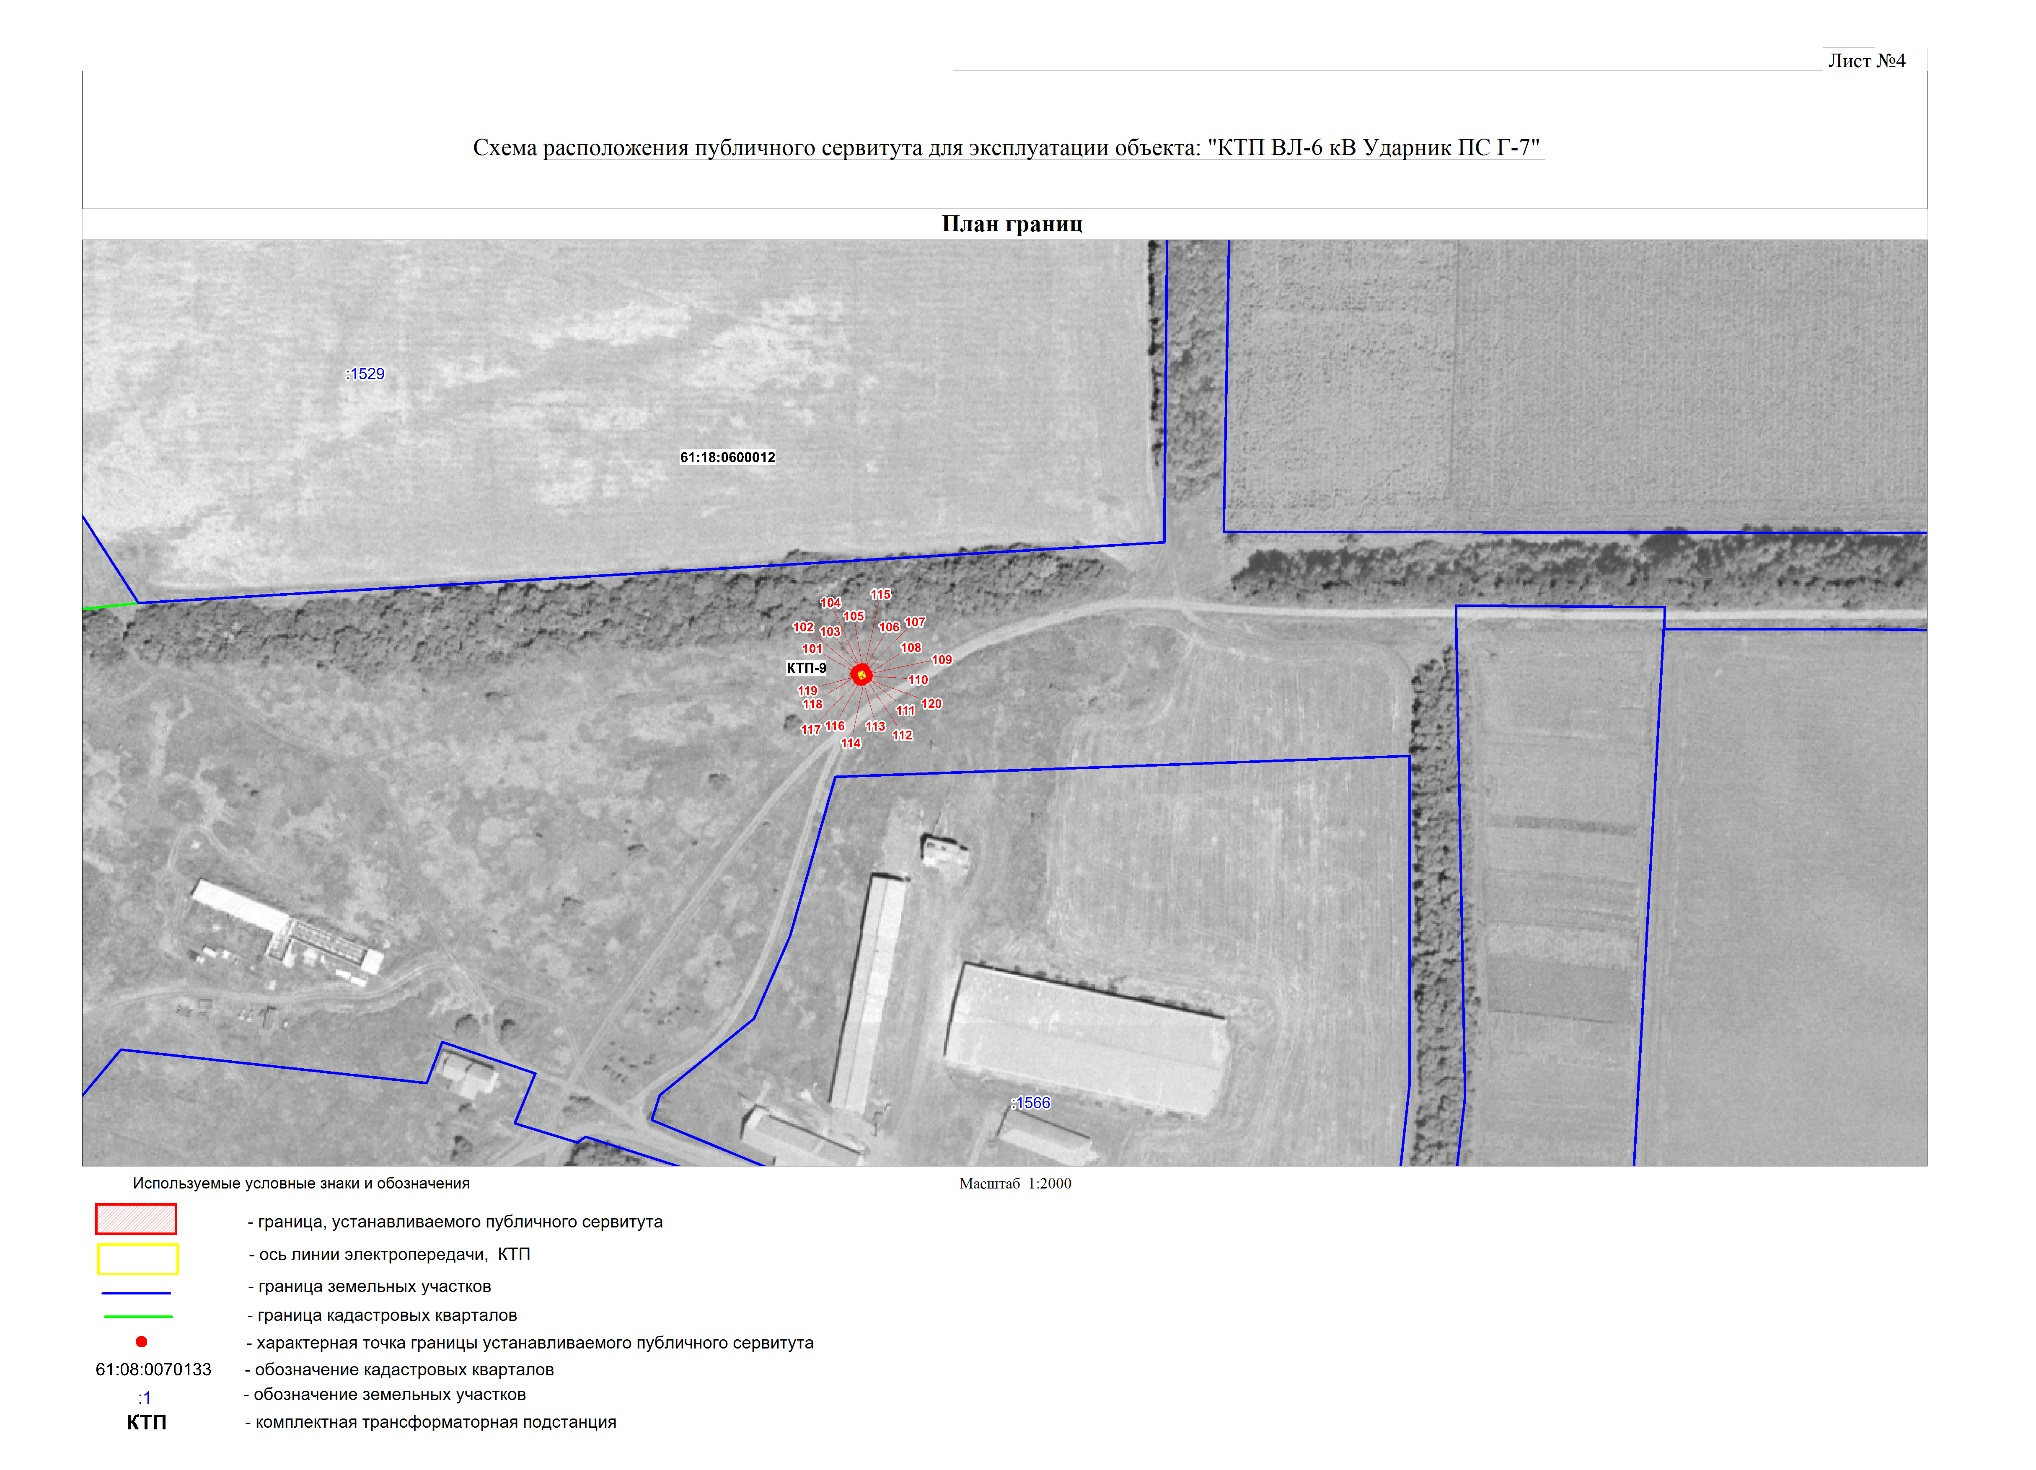 Лист №4
Схема расположения публичного сервитута для эксплуатации объекта: "КТП ВЛ-6 кВ Ударник ПС Г-7"
План границ
:1529
61:18:0600012
115
104
105
107
102
103
106
101
108
109
КТП-9
110
119
118
120
111
117
116
113
112
114
:1566
Используемые условные знаки и обозначения
Масштаб 1:2000
- граница, устанавливаемого публичного сервитута
- ось линии электропередачи, КТП
- граница земельных участков
- граница кадастровых кварталов
- характерная точка границы устанавливаемого публичного сервитута
61:08:0070133 - обозначение кадастровых кварталов
:1 - обозначение земельных участков
КТП - комплектная трансформаторная подстанция